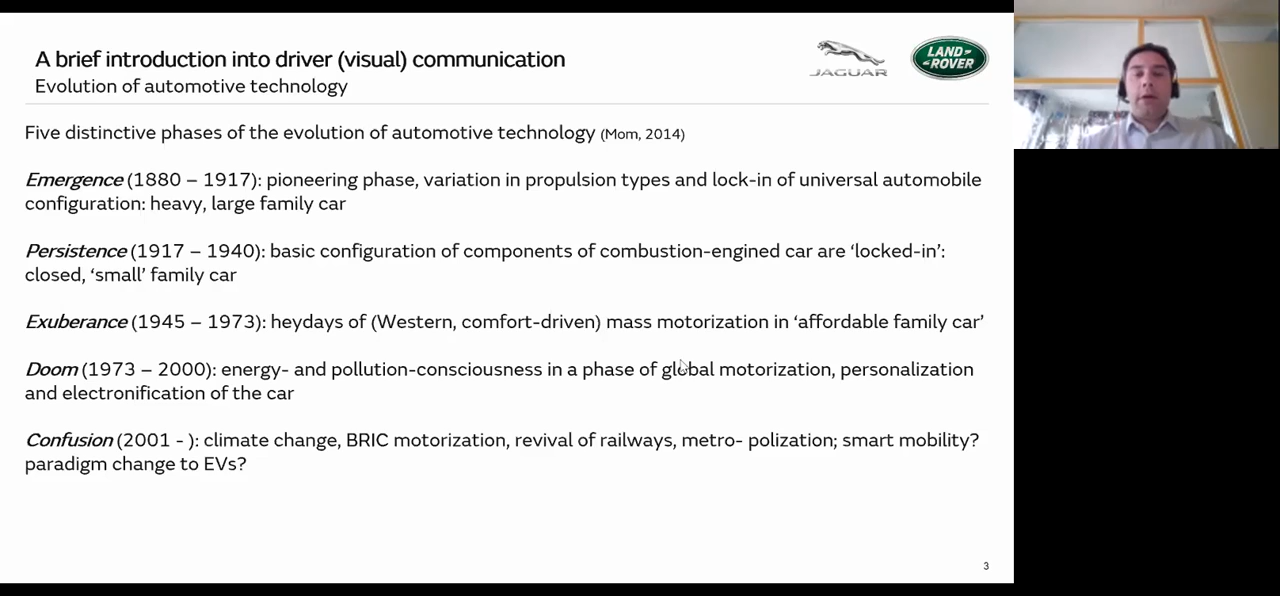 A brief introduction into driver (visual) communication
Evolution of automotive technology
JAGUAR
LAND
ROVER
Five distinctive phases of the evolution of automotive technology (Mom, 2014)
Emergence (1880 – 1917): pioneering phase, variation in propulsion types and lock-in of universal automobile
configuration: heavy, large family car
Persistence (1917 – 1940): basic configuration of components of combustion-engined car are ‘locked-in’:
closed, ‘small’ family car
Exuberance (1945 – 1973): heydays of (Western, comfort-driven) mass motorization in ‘affordable family car’
Doom (1973 – 2000): energy- and pollution-consciousness in a phase of global motorization, personalization
and electronification of the car
Confusion (2001 - ): climate change, BRIC motorization, revival of railways, metro- polization; smart mobility?
paradigm change to EVs?
3